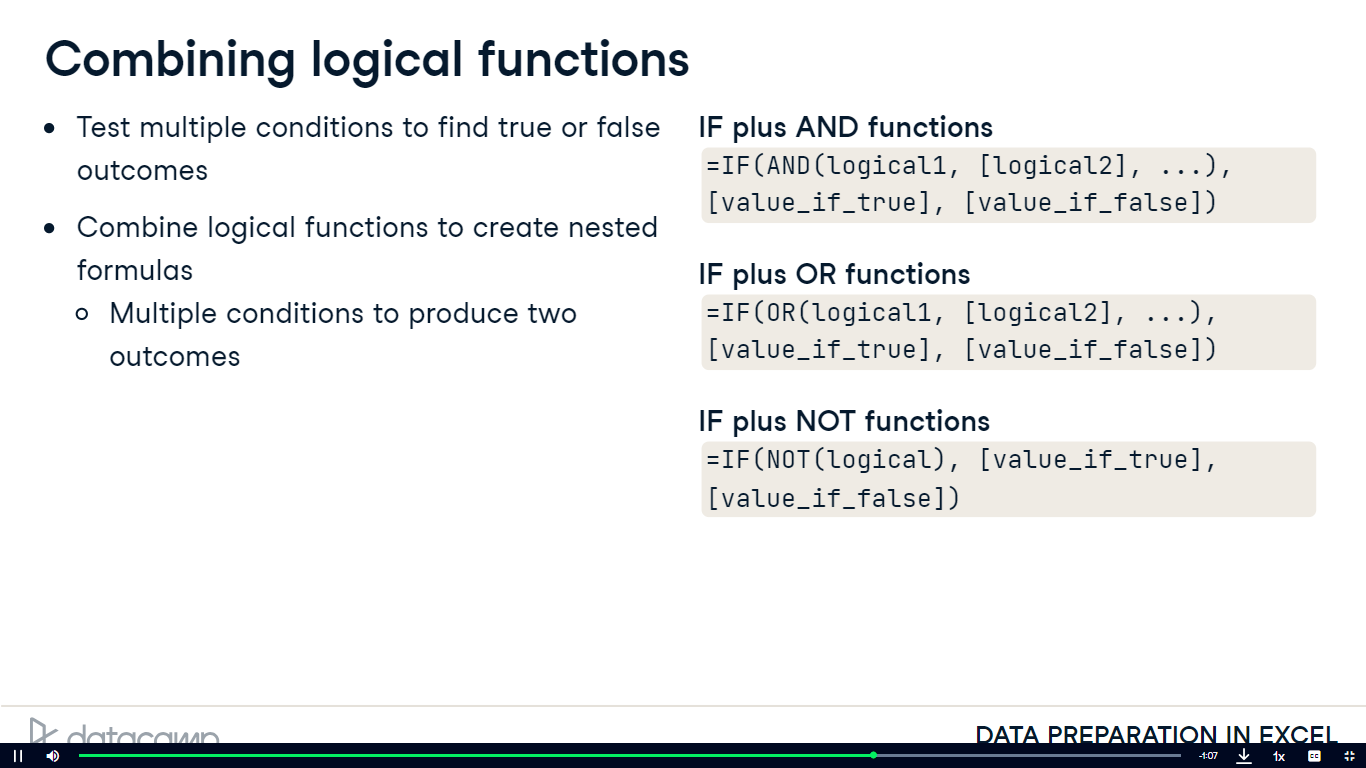 Combining logical functions
Test multiple conditions to find true or false
outcomes
Combine logical functions to create nested
formulas
Multiple conditions to produce two
outcomes
IF plus AND functions
=IF(AND(logical1, [logical2], ...),
[value_if_true], [value_if_false])
IF plus OR functions
=IF(OR(logical1, [logical2], ...),
[value_if_true], [value_if_false])
IF plus NOT functions
=IF(NOT(logical), [value_if_true],
[value_if_false])
datacamp
DATA PREPARATION IN EXCEL
-1:07
1x
CC